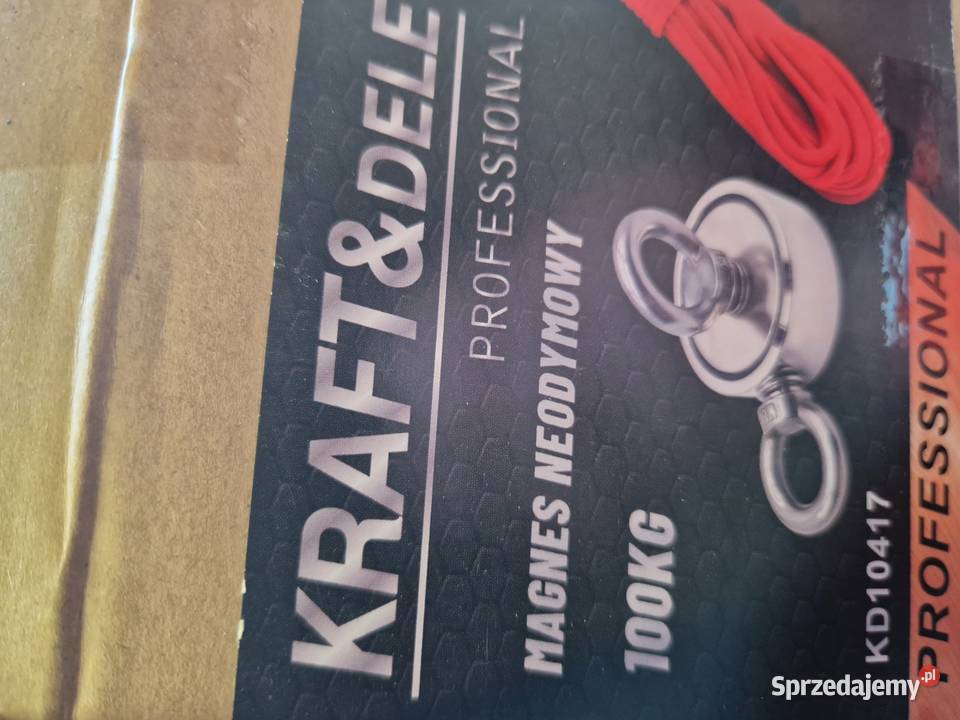 KRAFT&DELE
PROFESSIONAL
MAGNES NEODYMOWY
100KG
KD10417
PROFESSIONAL
Sprzedajemy.pl